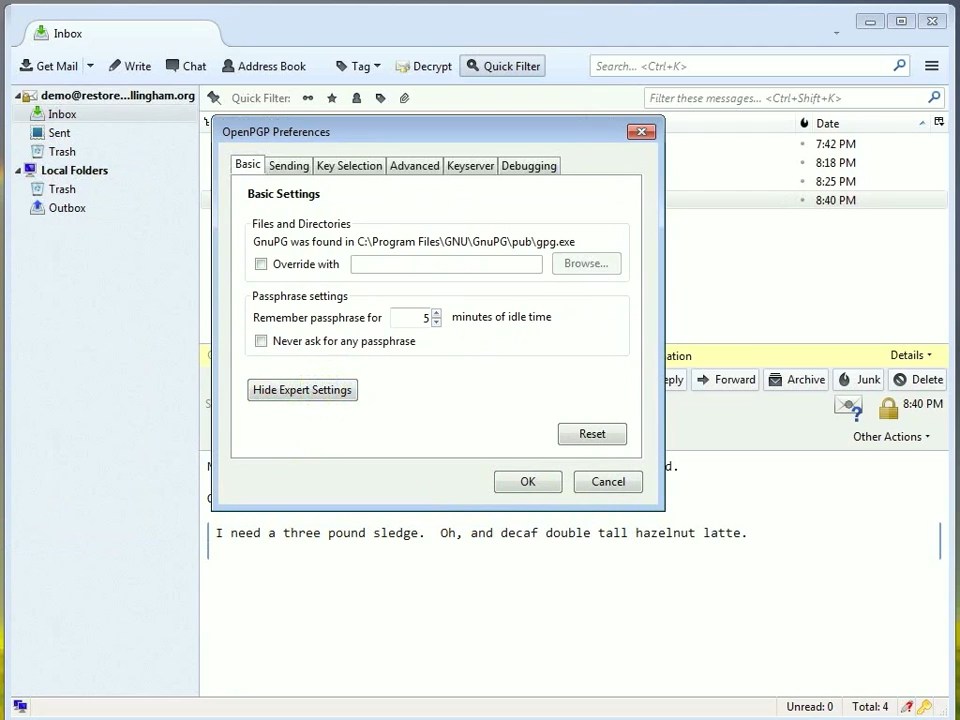 Inbox
Get Mail
Write
Chat
Address Book
Tag
Decrypt
Quick Filter
Search... <Ctrl+K>
demo@restore...llingham.org
Quick Filter:
Filter these messages... <Ctrl+Shift+K>
Inbox
Sent
Trash
Local Folders
Trash
Outbox
Date
7:42 PM
8:18 PM
8:25 PM
8:40 PM
OpenPGP Preferences
Basic
Sending
Key Selection
Advanced
Keyserver
Debugging
Basic Settings
Files and Directories
GnuPG was found in C:\Program Files\GNU\GnuPG\pub\gpg.exe
Override with
Browse...
Passphrase settings
Remember passphrase for 5 minutes of idle time
Never ask for any passphrase
Hide Expert Settings
Reset
OK
Cancel
ation
Details
eply
Forward
Archive
Junk
Delete
8:40 PM
Other Actions
d.
I need a three pound sledge.  Oh, and decaf double tall hazelnut latte.
Unread: 0
Total: 4